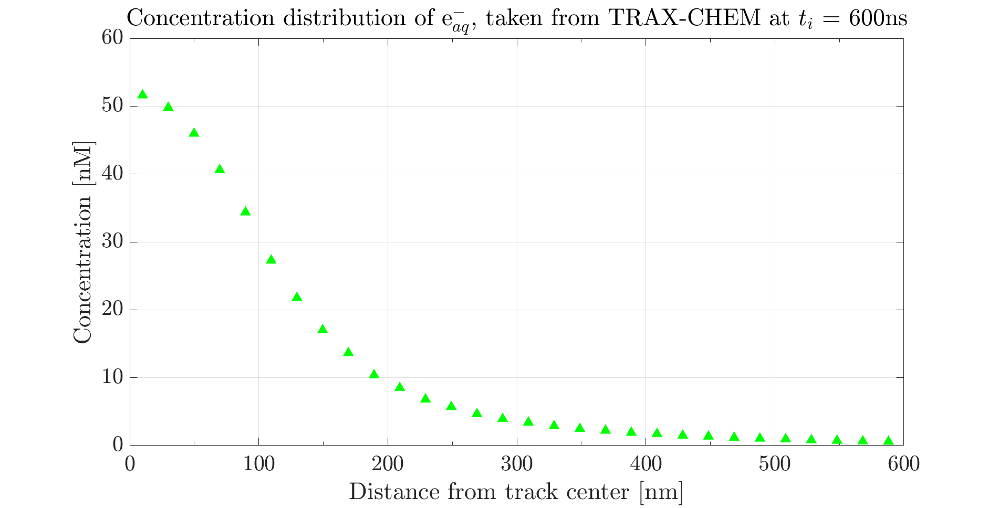 Concentration distribution of e⁻ₐq, taken from TRAX-CHEM at tᵢ = 600ns
60
50
40
30
20
10
0
Concentration [nM]
0 100 200 300 400 500 600
Distance from track center [nm]